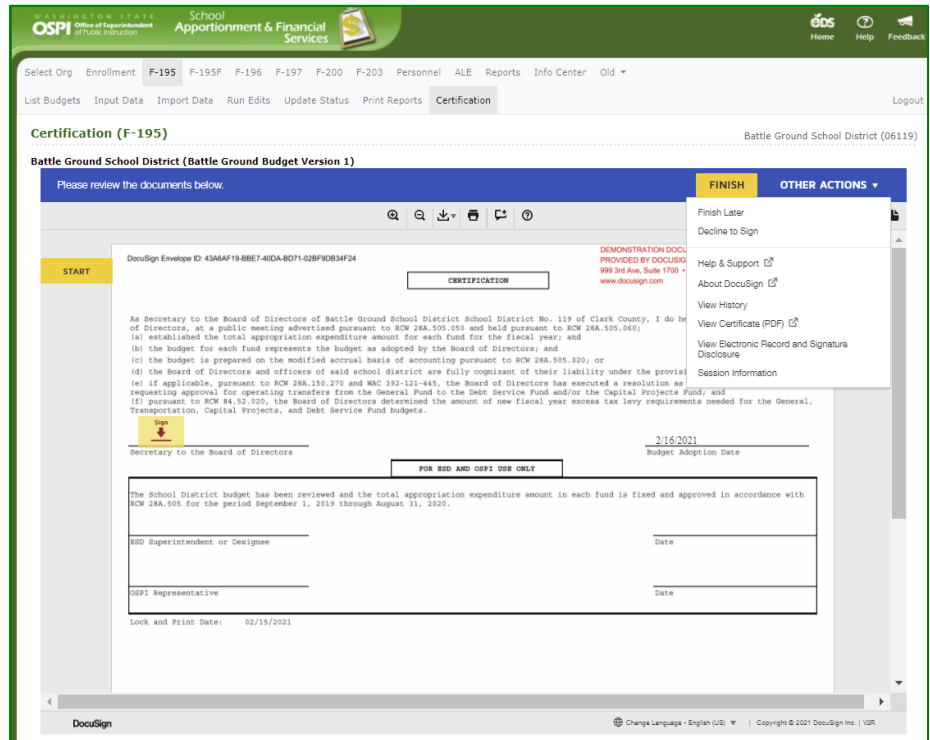 WASHINGTON STATE
OSPI Office of Superintendent of Public Instruction
School
Apportionment & Financial
Services
eds
Home Help Feedback
Select Org Enrollment F-195 F-195F F-196 F-197 F-200 F-203 Personnel ALE Reports Info Center Old
List Budgets Input Data Import Data Run Edits Update Status Print Reports Certification Logout
Certification (F-195)
Battle Ground School District (06119)
Battle Ground School District (Battle Ground Budget Version 1)
Please review the documents below.
FINISH
OTHER ACTIONS
Finish Later
Decline to Sign
Help & Support
About DocuSign
View History
View Certificate (PDF)
View Electronic Record and Signature
Disclosure
Session Information
START
DocuSign Envelope ID: 43A6AF19-BBE7-40DA-BD71-02BF9DB34F24
DEMONSTRATION DOCU
PROVIDED BY DOCUSIG
999 3rd Ave, Suite 1700 •
www.docusign.com
CERTIFICATION
As Secretary to the Board of Directors of Battle Ground School District School District No. 119 of Clark County, I do he
of Directors, at a public meeting advertised pursuant to RCW 28A.505.050 and held pursuant to RCW 28A.505.060;
(a) established the total appropriation expenditure amount for each fund for the fiscal year; and
(b) the budget for each fund represents the budget as adopted by the Board of Directors; and
(c) the budget is prepared on the modified accrual basis of accounting pursuant to RCW 28A.505.020; or
(d) the Board of Directors and officers of said school district are fully cognizant of their liability under the provisi
(e) if applicable, pursuant to RCW 28A.150.270 and WAC 392-121-445, the Board of Directors has executed a resolution as
requesting approval for operating transfers from the General Fund to the Debt Service Fund and/or the Capital Projects Fund; and
(f) pursuant to RCW 84.52.020, the Board of Directors determined the amount of new fiscal year excess tax levy requirements needed for the General,
Transportation, Capital Projects, and Debt Service Fund budgets.
Sign
2/16/2021
Secretary to the Board of Directors
Budget Adoption Date
FOR ESD AND OSPI USE ONLY
The School District budget has been reviewed and the total appropriation expenditure amount in each fund is fixed and approved in accordance with
RCW 28A.505 for the period September 1, 2019 through August 31, 2020.
ESD Superintendent or Designee
Date
OSPI Representative
Date
Lock and Print Date: 02/15/2021
DocuSign
Change Language - English (US) | Copyright © 2021 DocuSign Inc. | V2R